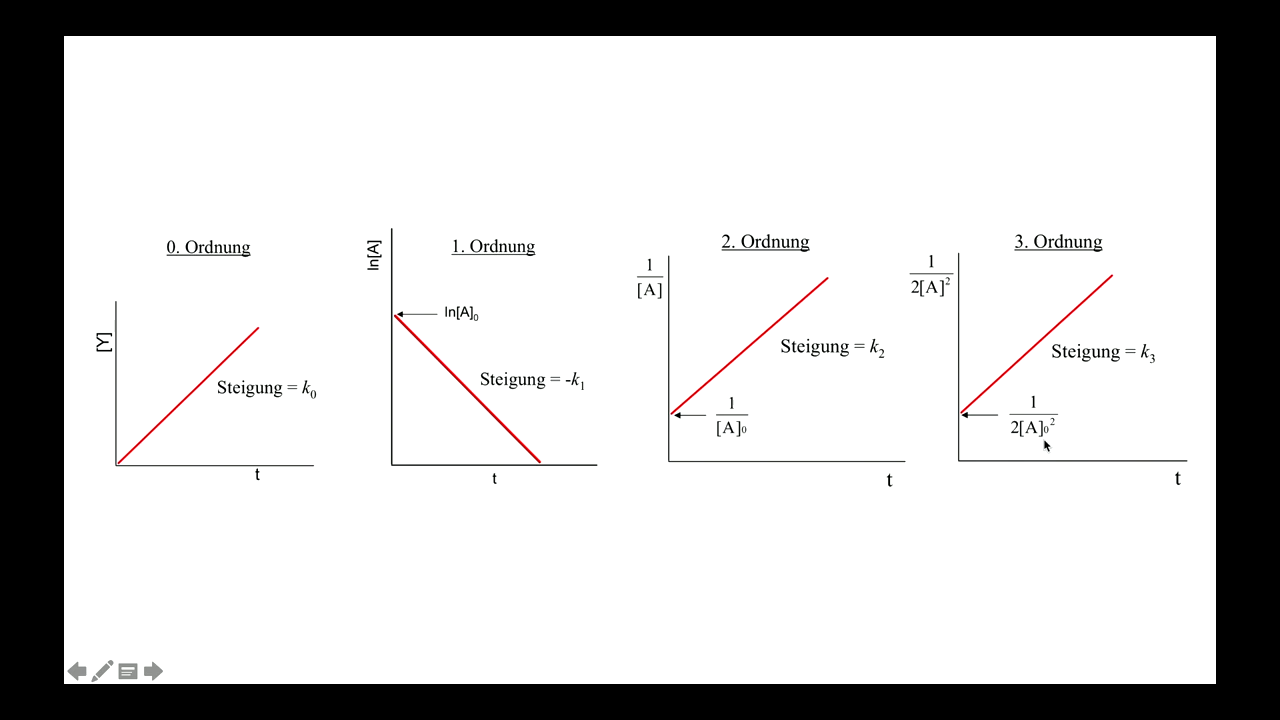 0. Ordnung
[Y]
Steigung = k₀
t
1. Ordnung
ln[A]
ln[A]₀
Steigung = -k₁
t
2. Ordnung
1
[A]
Steigung = k₂
1
[A]₀
t
3. Ordnung
1
2[A]²
Steigung = k₃
1
2[A]₀²
t